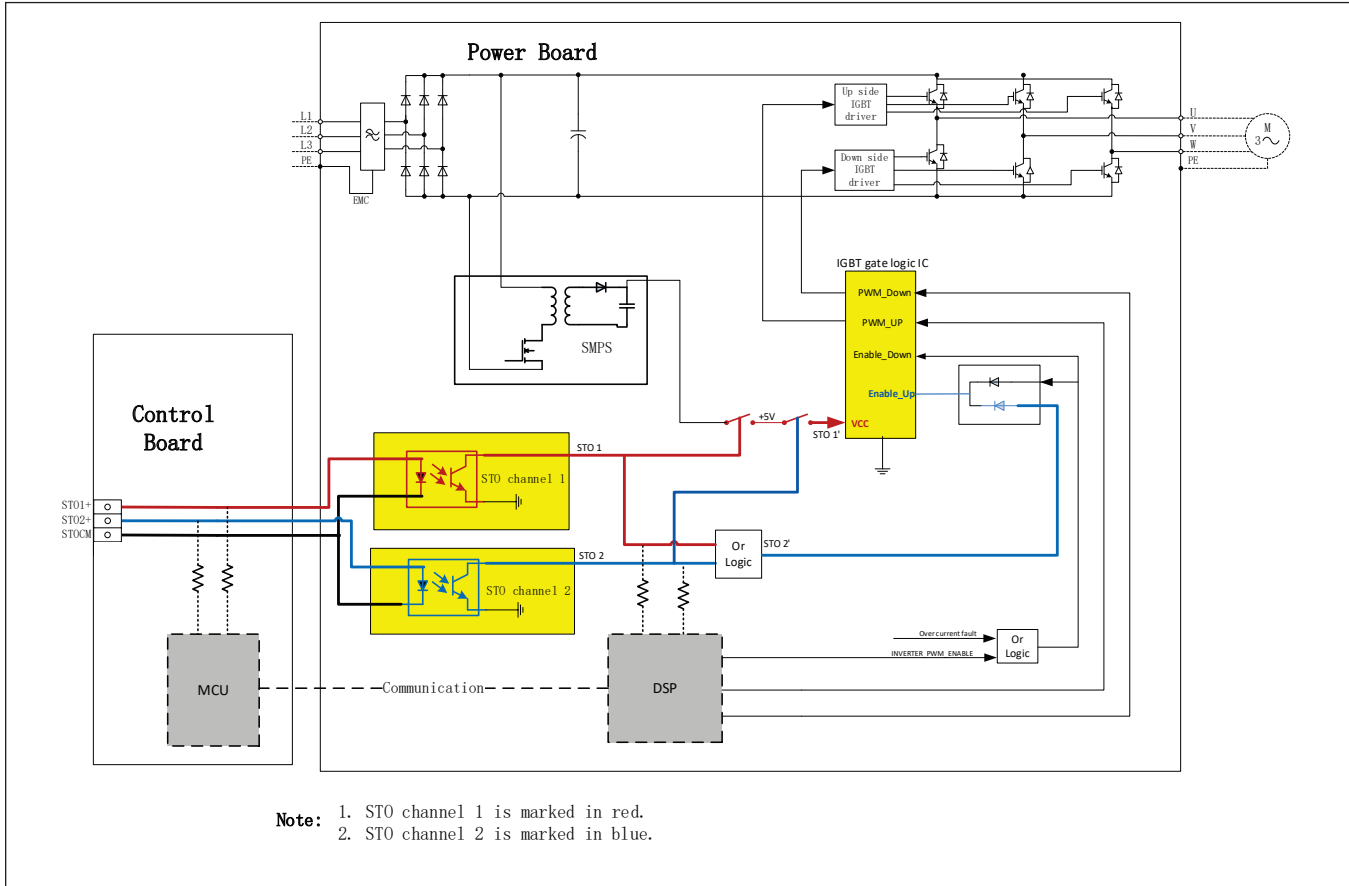 Power Board
L1
L2
L3
PE
EMC
Up side
IGBT
driver
Down side
IGBT
driver
U
V
W
PE
M
3
SMPS
IGBT gate logic IC
PWM_Down
PWM_UP
Enable_Down
Enable_Up
VCC
+5V
STO 1'
Control
Board
STO1+
STO2+
STOCM
STO 1
STO channel 1
STO 2
STO channel 2
Or
Logic
STO 2'
Over current fault
INVERTER_PWM_ENABLE
Or
Logic
MCU
Communication
DSP
Note: 1. STO channel 1 is marked in red.
2. STO channel 2 is marked in blue.